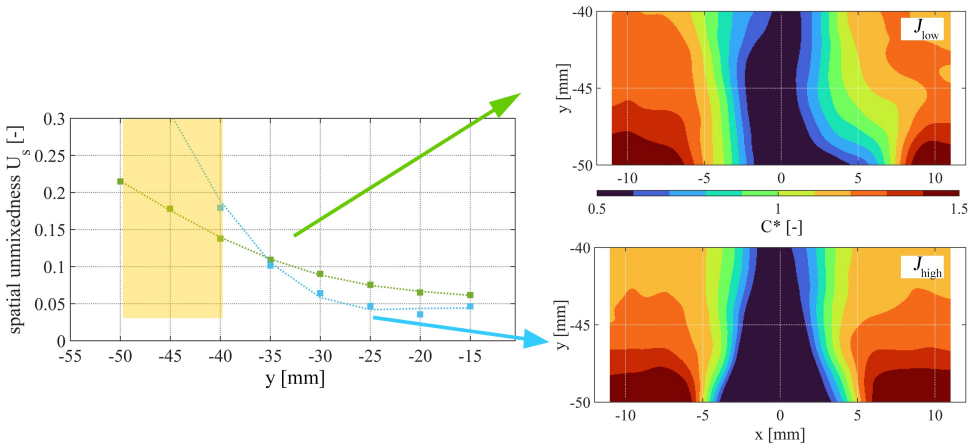 0.3
0.25
0.2
0.15
0.1
0.05
0
spatial unmixedness U_s [-]
-55 -50 -45 -40 -35 -30 -25 -20 -15
y [mm]
-40
-45
-50
y [mm]
J_low
-10 -5 0 5 10
0.5 1 1.5
C* [-]
-40
-45
-50
y [mm]
J_high
-10 -5 0 5 10
x [mm]